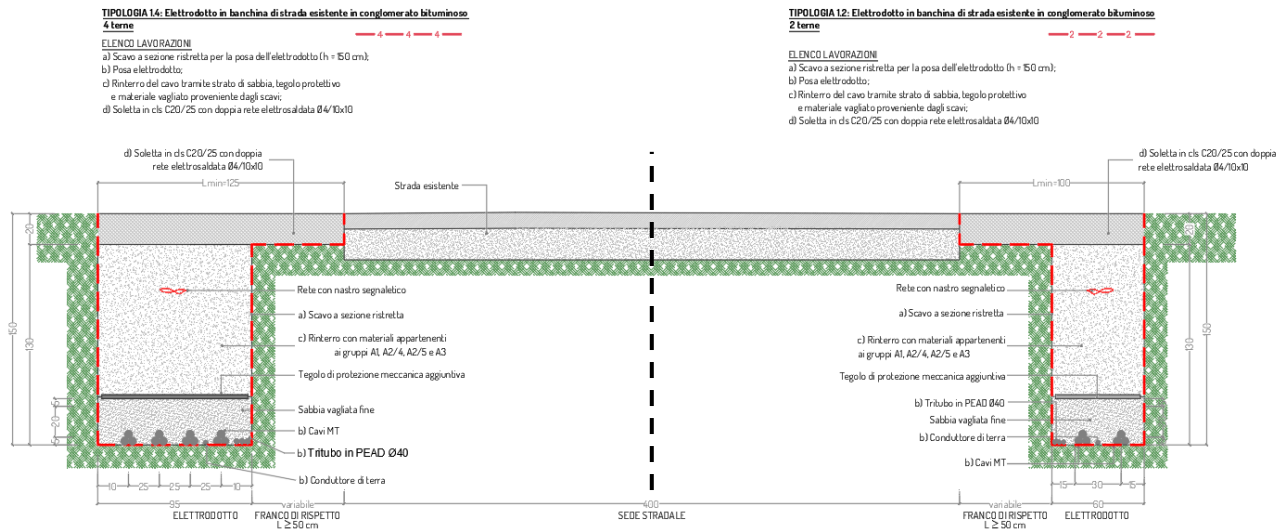 TIPOLOGIA 1.4: Elettrodotto in banchina di strada esistente in conglomerato bituminoso
4 terne
4 4 4
ELENCO LAVORAZIONI
a) Scavo a sezione ristretta per la posa dell'elettrodotto (h = 150 cm);
b) Posa elettrodotto;
c) Rinterro del cavo tramite strato di sabbia, tegolo protettivo
e materiale vagliato proveniente dagli scavi;
d) Soletta in cls C20/25 con doppia rete elettrosaldata Ø4/10x10
TIPOLOGIA 1.2: Elettrodotto in banchina di strada esistente in conglomerato bituminoso
2 terne
2 2 2
ELENCO LAVORAZIONI
a) Scavo a sezione ristretta per la posa dell'elettrodotto (h = 150 cm);
b) Posa elettrodotto;
c) Rinterro del cavo tramite strato di sabbia, tegolo protettivo
e materiale vagliato proveniente dagli scavi;
d) Soletta in cls C20/25 con doppia rete elettrosaldata Ø4/10x10
d) Soletta in cls C20/25 con doppia
rete elettrosaldata Ø4/10x10
Lmin=125
Strada esistente
d) Soletta in cls C20/25 con doppia
rete elettrosaldata Ø4/10x10
Lmin=100
20
150
130
5
20
5
Rete con nastro segnaletico
a) Scavo a sezione ristretta
c) Rinterro con materiali appartenenti
ai gruppi A1, A2/4, A2/5 e A3
Tegolo di protezione meccanica aggiuntiva
Sabbia vagliata fine
b) Cavi MT
b) Tritubo in PEAD Ø40
b) Conduttore di terra
Rete con nastro segnaletico
a) Scavo a sezione ristretta
c) Rinterro con materiali appartenenti
ai gruppi A1, A2/4, A2/5 e A3
Tegolo di protezione meccanica aggiuntiva
b) Tritubo in PEAD Ø40
Sabbia vagliata fine
b) Conduttore di terra
b) Cavi MT
20
130
150
10 25 25 25 10
95 variabile 400 variabile 60
15 30 15
ELETTRODOTTO FRANCO DI RISPETTO SEDE STRADALE FRANCO DI RISPETTO ELETTRODOTTO
L ≥ 50 cm L ≥ 50 cm